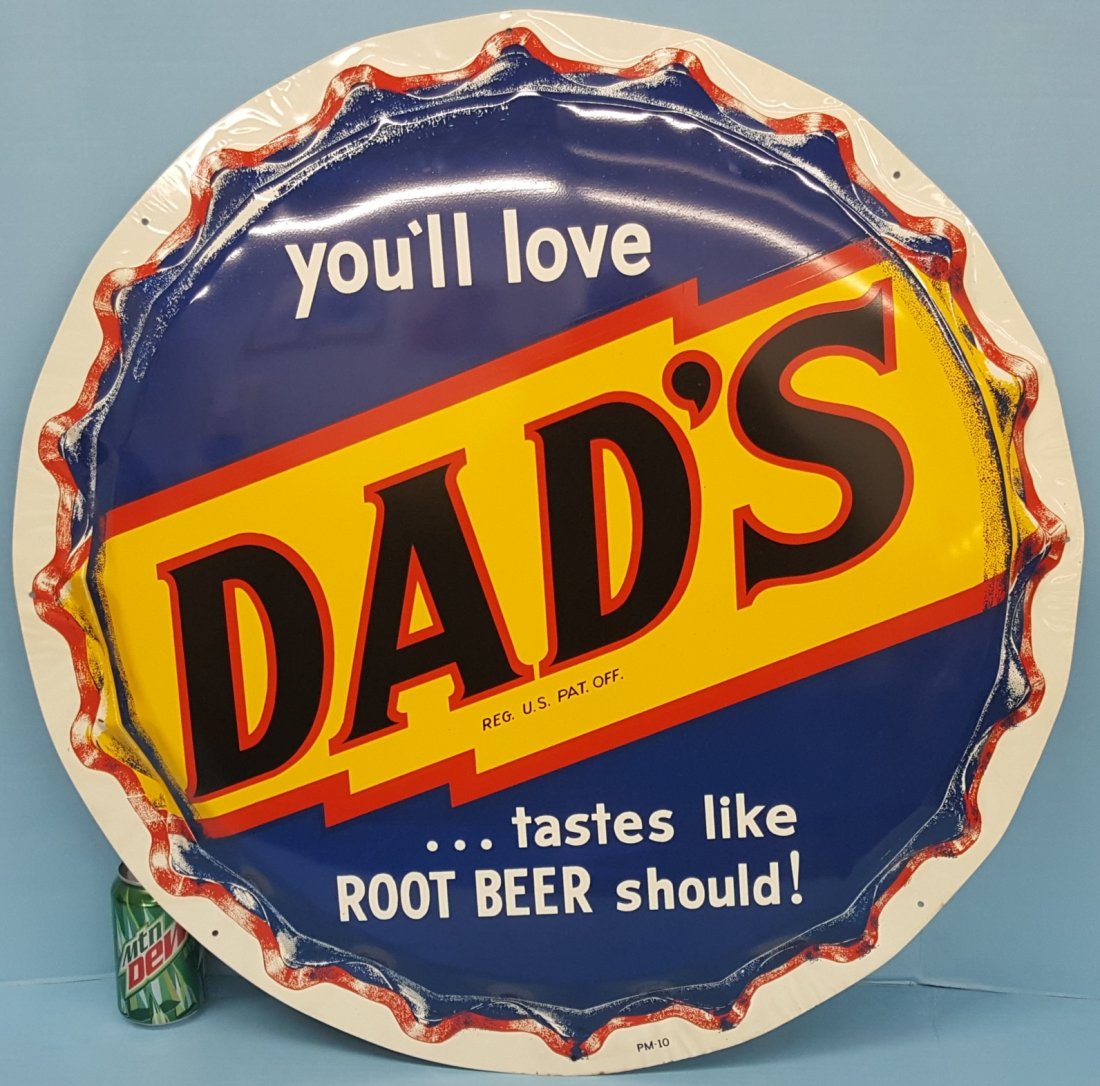 you'll love
DAD'S
REG. U.S. PAT. OFF.
...tastes like
ROOT BEER should!
PM-10
Mtn
DEW